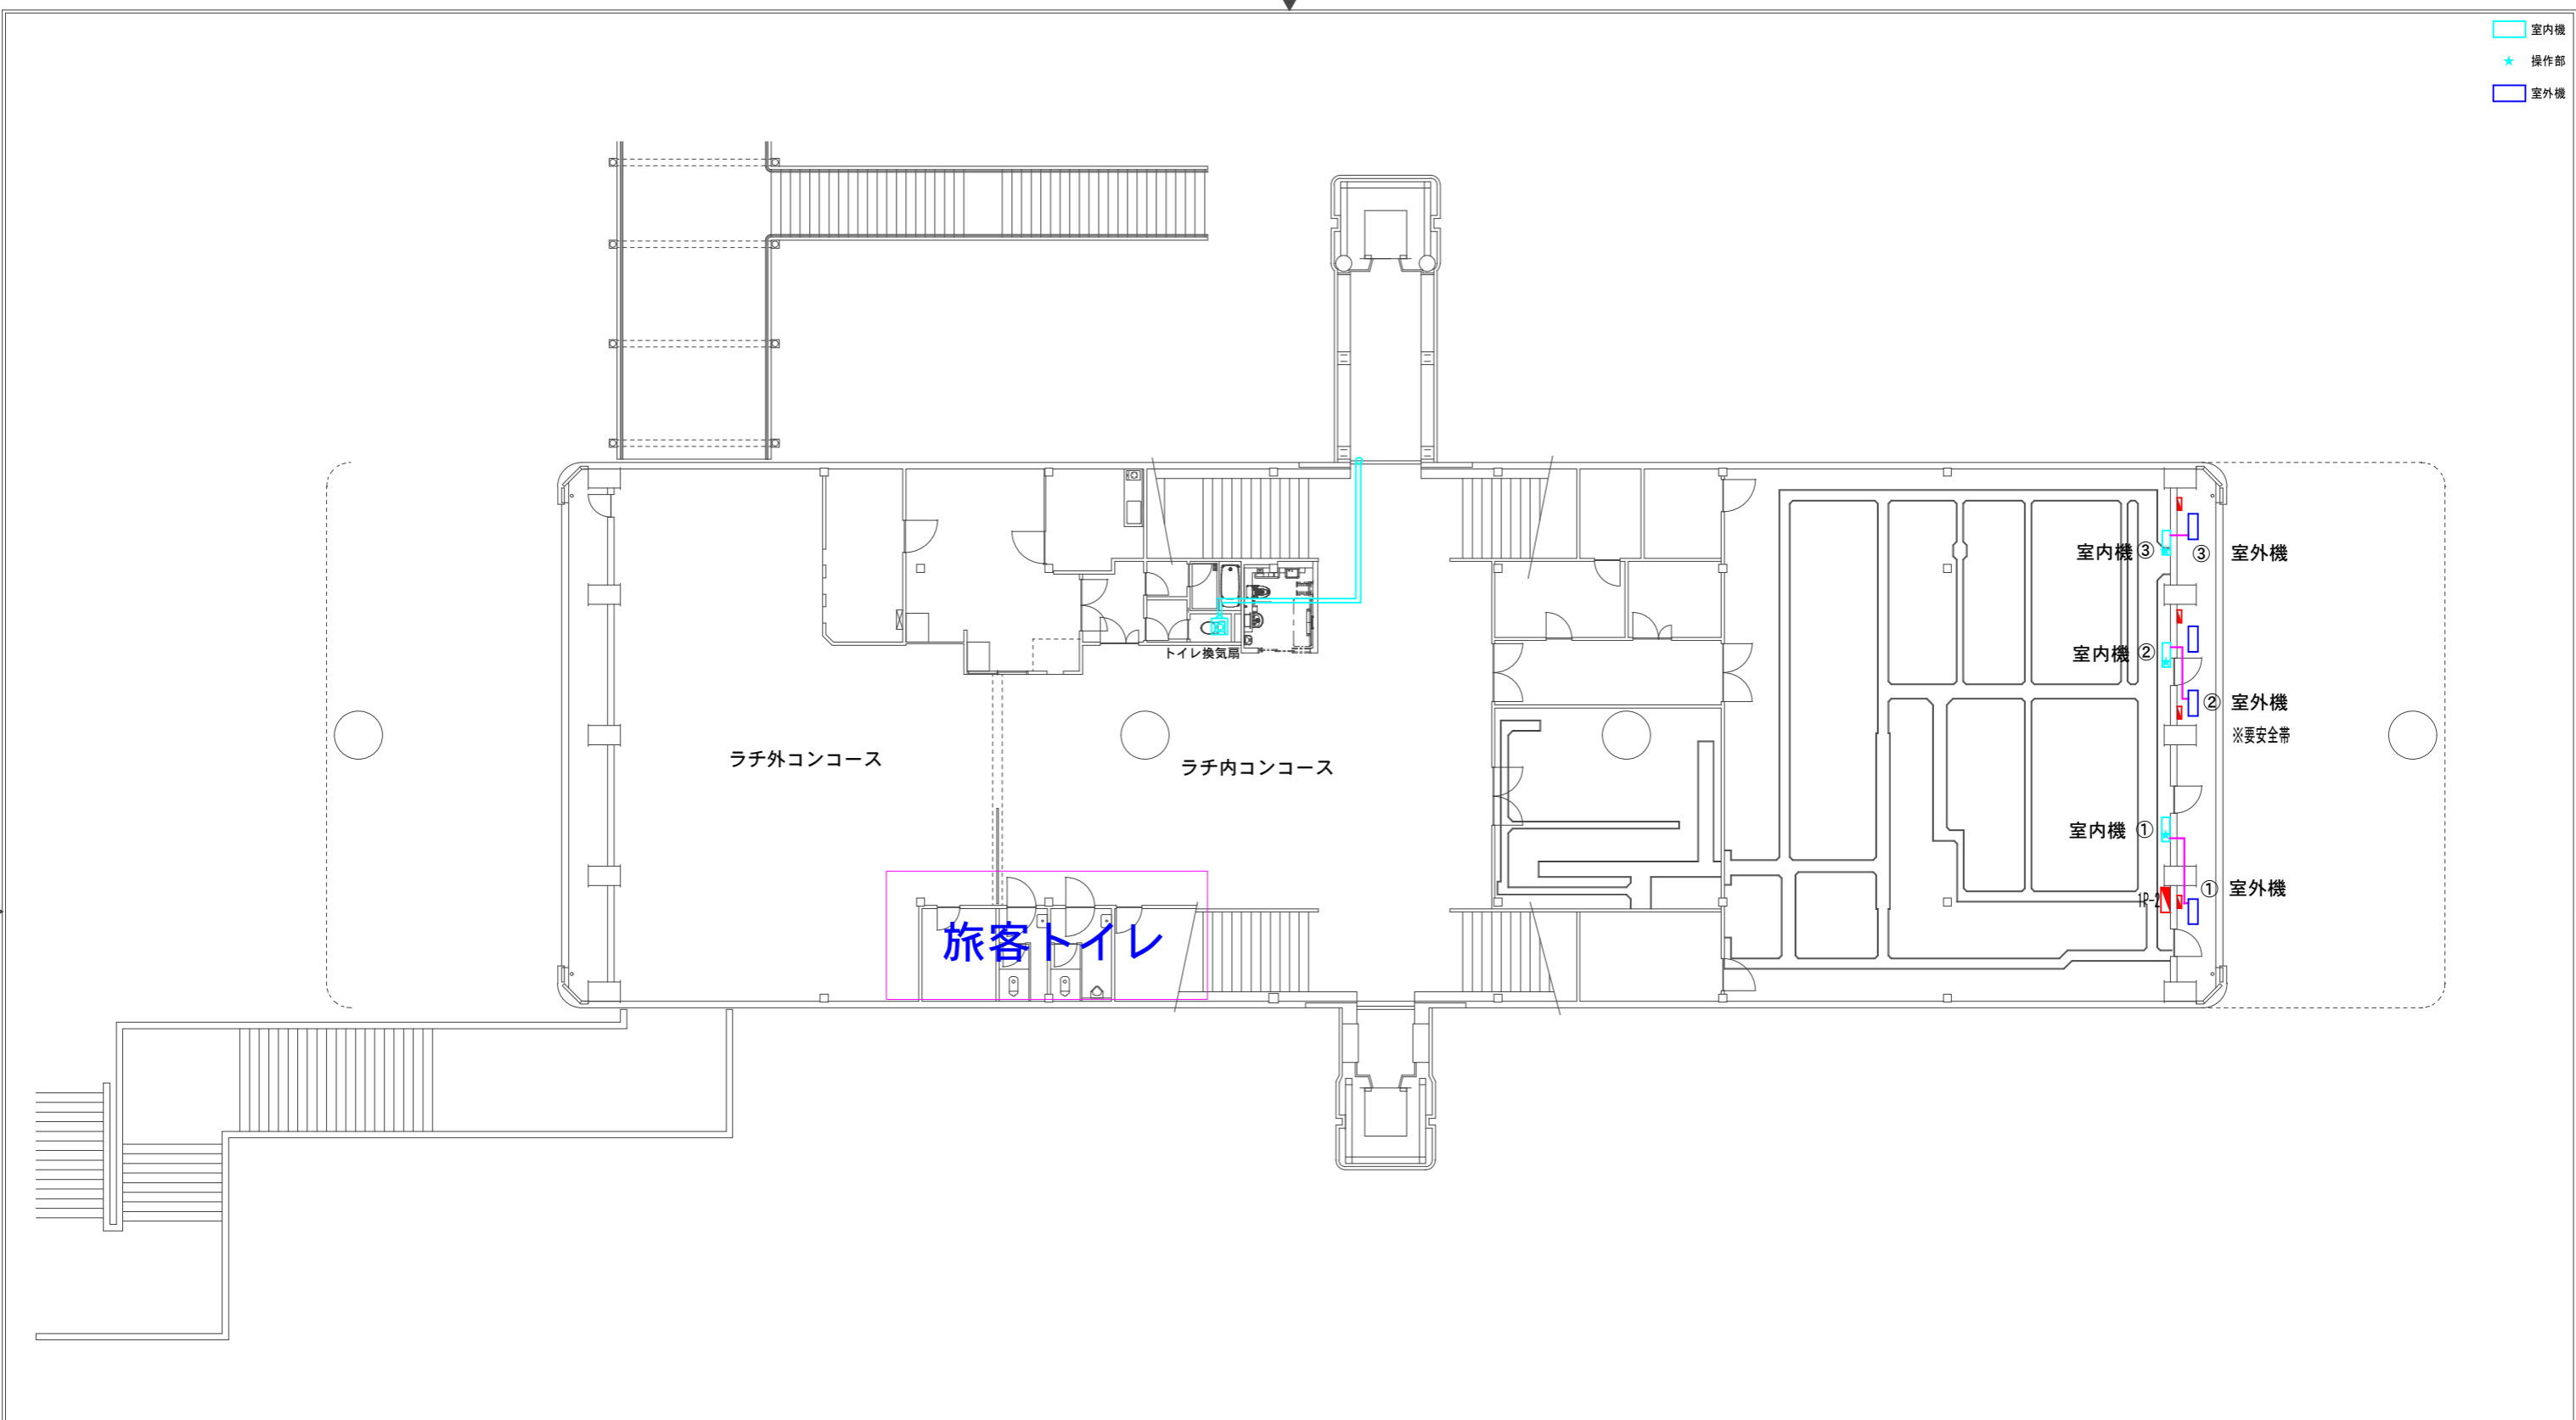 室内機
操作部
室外機
室内機 ③
③ 室外機
室内機 ②
トイレ換気扇
② 室外機
※要安全帯
ラチ外コンコース
ラチ内コンコース
室内機 ①
① 室外機
1P-2
旅客トイレ